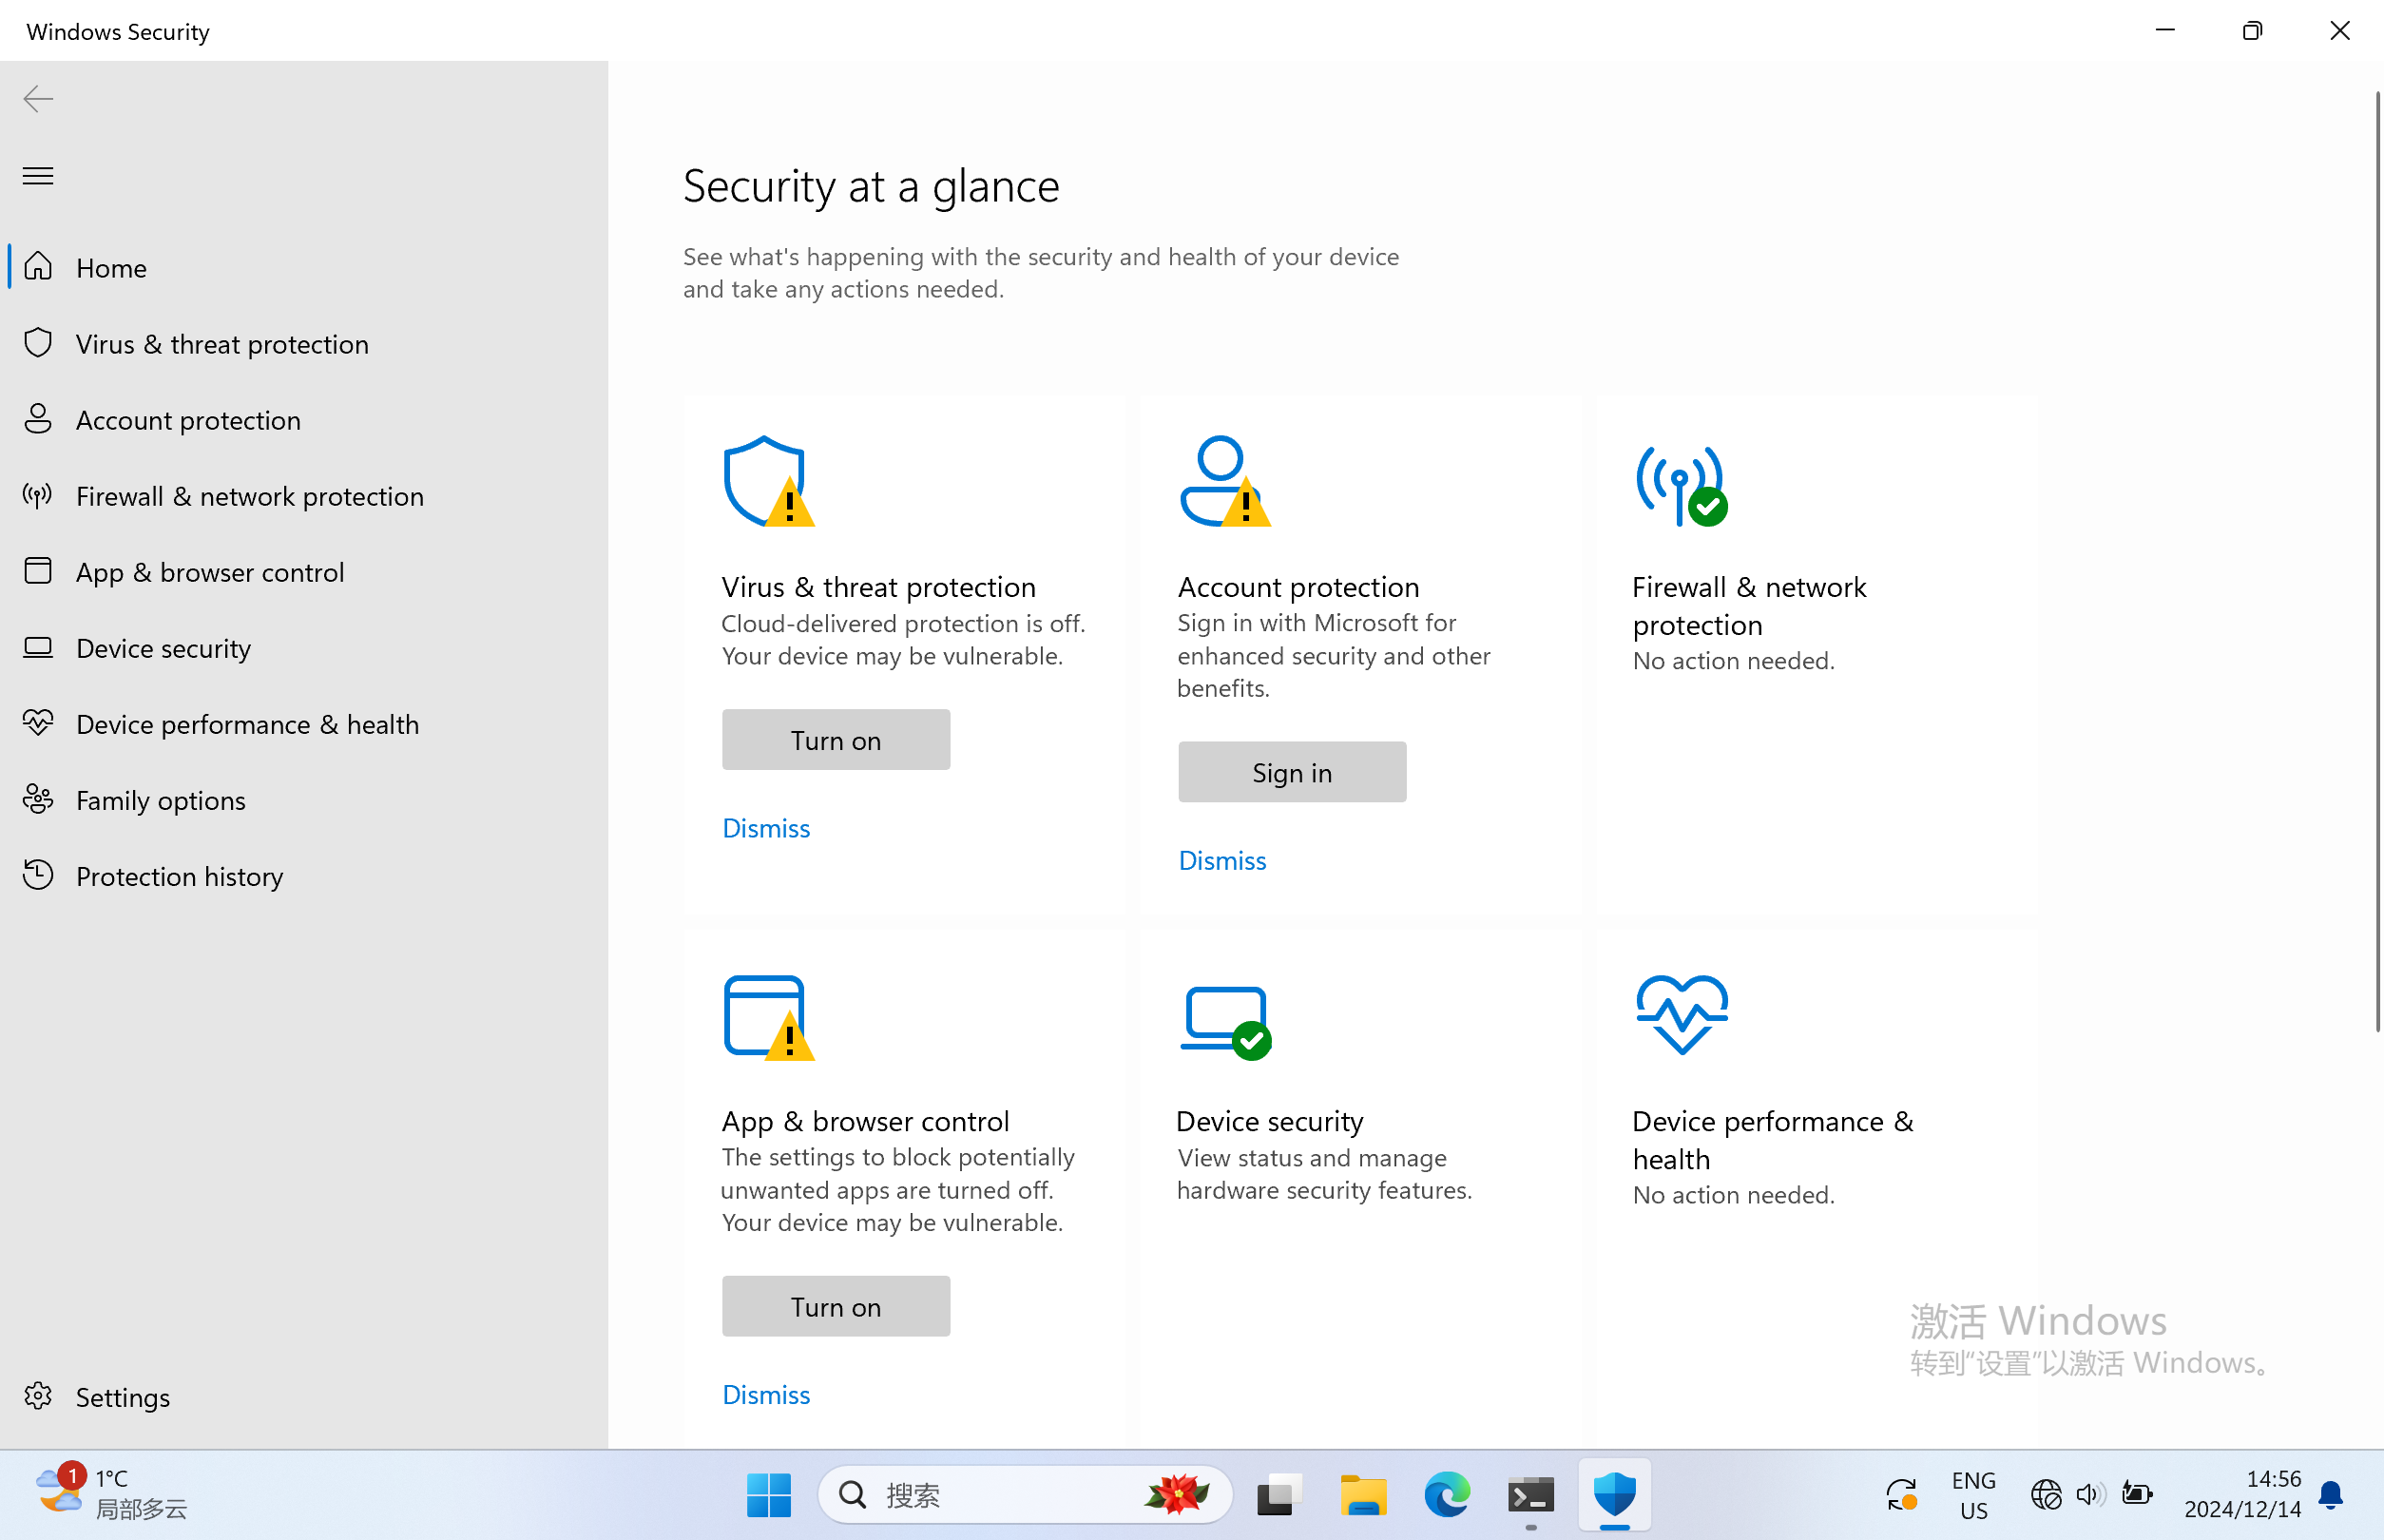 Windows Security
Home
Virus & threat protection
Account protection
Firewall & network protection
App & browser control
Device security
Device performance & health
Family options
Protection history
Settings
Security at a glance
See what's happening with the security and health of your device
and take any actions needed.
Virus & threat protection
Cloud-delivered protection is off.
Your device may be vulnerable.
Turn on
Dismiss
Account protection
Sign in with Microsoft for
enhanced security and other
benefits.
Sign in
Dismiss
Firewall & network
protection
No action needed.
App & browser control
The settings to block potentially
unwanted apps are turned off.
Your device may be vulnerable.
Turn on
Dismiss
Device security
View status and manage
hardware security features.
Device performance &
health
No action needed.
激活 Windows
转到“设置”以激活 Windows。
1
1°C
局部多云
搜索
ENG
US
14:56
2024/12/14